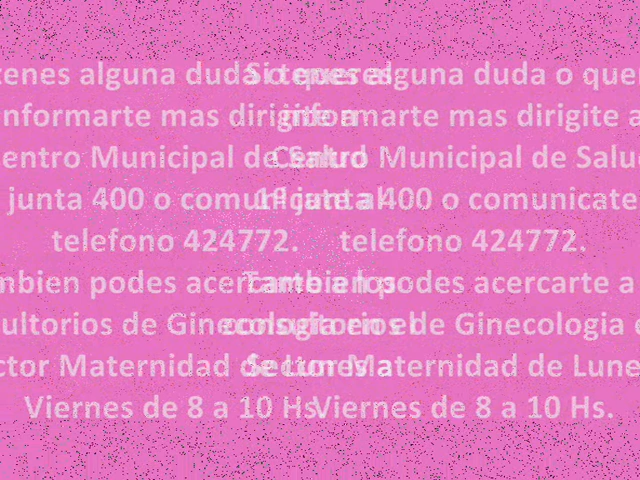 Si tenes alguna duda o queres
informarte mas dirigite a
Centro Municipal de Salud
1º junta 400 o comunicate al
telefono 424772.
Tambien podes acercarte a los
consultorios de Ginecologia en el
Sector Maternidad de Lunes a
Viernes de 8 a 10 Hs.